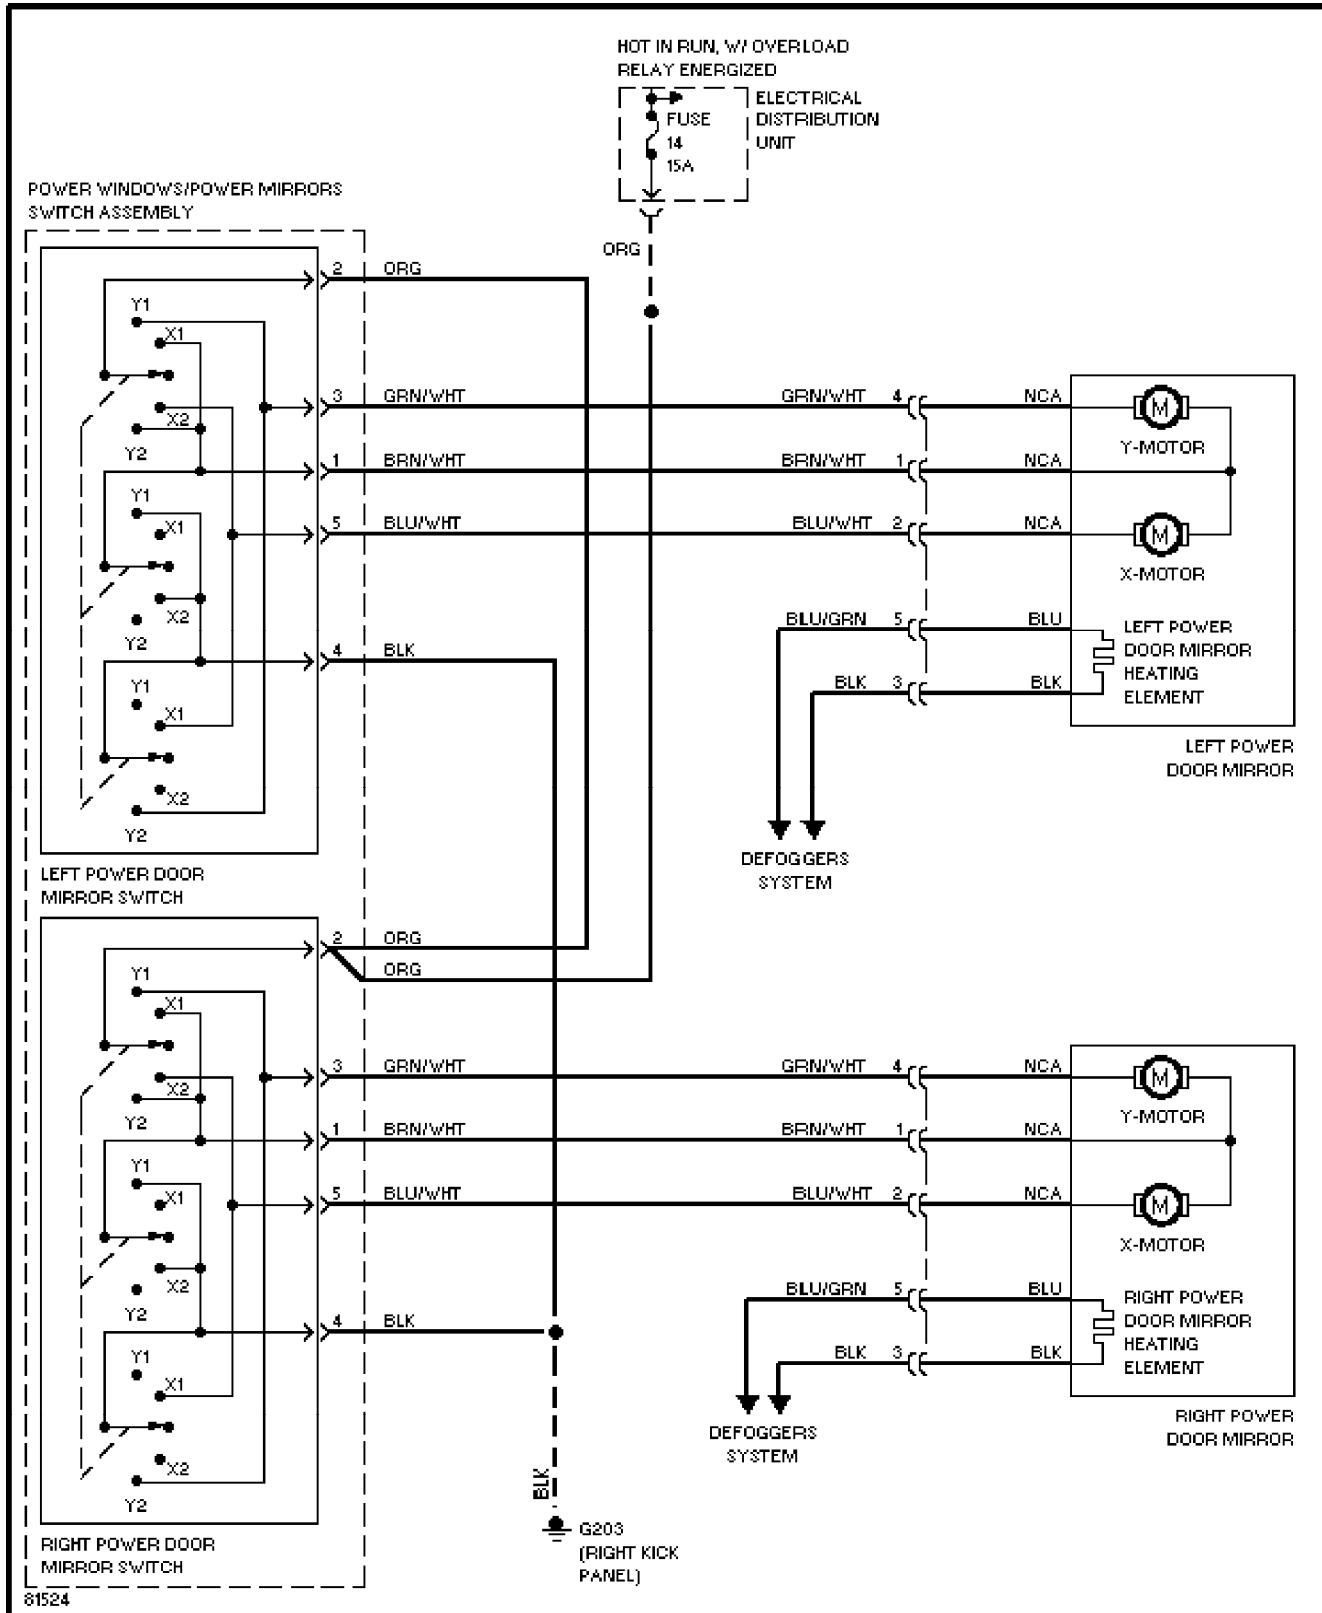 HOT IN RUN, W/ OVERLOAD
RELAY ENERGIZED
ELECTRICAL
DISTRIBUTION
UNIT
FUSE
14
15A
ORG
POWER WINDOWS/POWER MIRRORS
SWITCH ASSEMBLY
2 ORG
Y1
X1
X2
Y2
3 GRN/WHT GRN/WHT 4 NCA
1 BRN/WHT BRN/WHT 1 NCA
Y1
X1
5 BLU/WHT BLU/WHT 2 NCA
X2
Y2
4 BLK
Y1
X1
X2
Y2
M
Y-MOTOR
M
X-MOTOR
BLU/GRN 5 BLU
BLK 3 BLK
LEFT POWER
DOOR MIRROR
HEATING
ELEMENT
LEFT POWER
DOOR MIRROR
DEFOGGERS
SYSTEM
LEFT POWER DOOR
MIRROR SWITCH
2 ORG
ORG
Y1
X1
X2
Y2
3 GRN/WHT GRN/WHT 4 NCA
1 BRN/WHT BRN/WHT 1 NCA
Y1
X1
5 BLU/WHT BLU/WHT 2 NCA
X2
Y2
4 BLK
Y1
X1
X2
Y2
M
Y-MOTOR
M
X-MOTOR
BLU/GRN 5 BLU
BLK 3 BLK
RIGHT POWER
DOOR MIRROR
HEATING
ELEMENT
RIGHT POWER
DOOR MIRROR
DEFOGGERS
SYSTEM
BLK
G203
(RIGHT KICK
PANEL)
RIGHT POWER DOOR
MIRROR SWITCH
81524